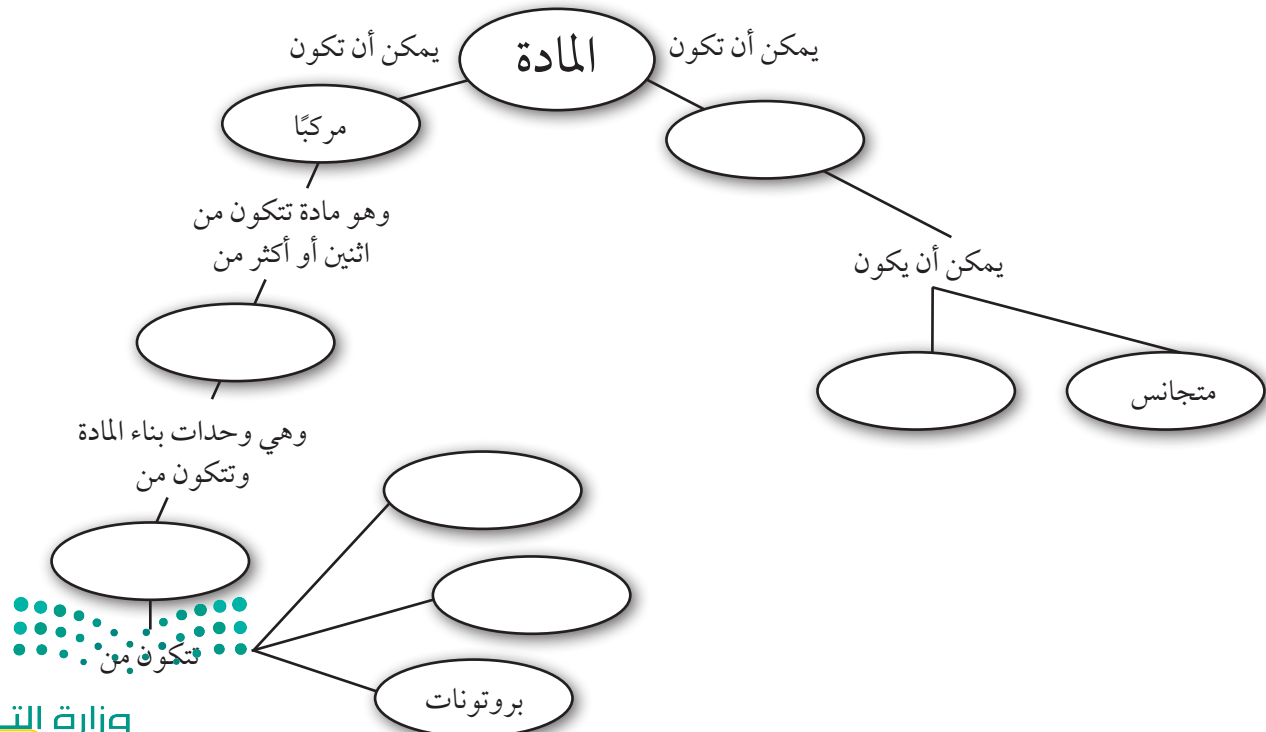 المادة
يمكن أن تكون
يمكن أن تكون
مركبًا
وهو مادة تتكون من
اثنين أو أكثر من
يمكن أن يكون
متجانس
وهي وحدات بناء المادة
وتتكون من
تتكون من
بروتونات
وزارة التـ